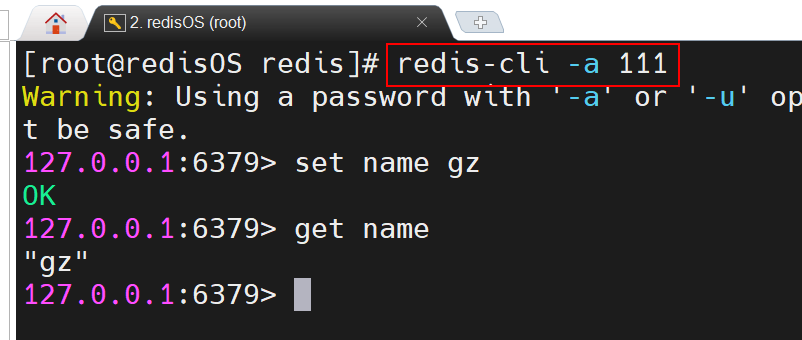 2. redisOS (root)
[root@redisOS redis]# redis-cli -a 111
Warning: Using a password with '-a' or '-u' op
t be safe.
127.0.0.1:6379> set name gz
OK
127.0.0.1:6379> get name
"gz"
127.0.0.1:6379>